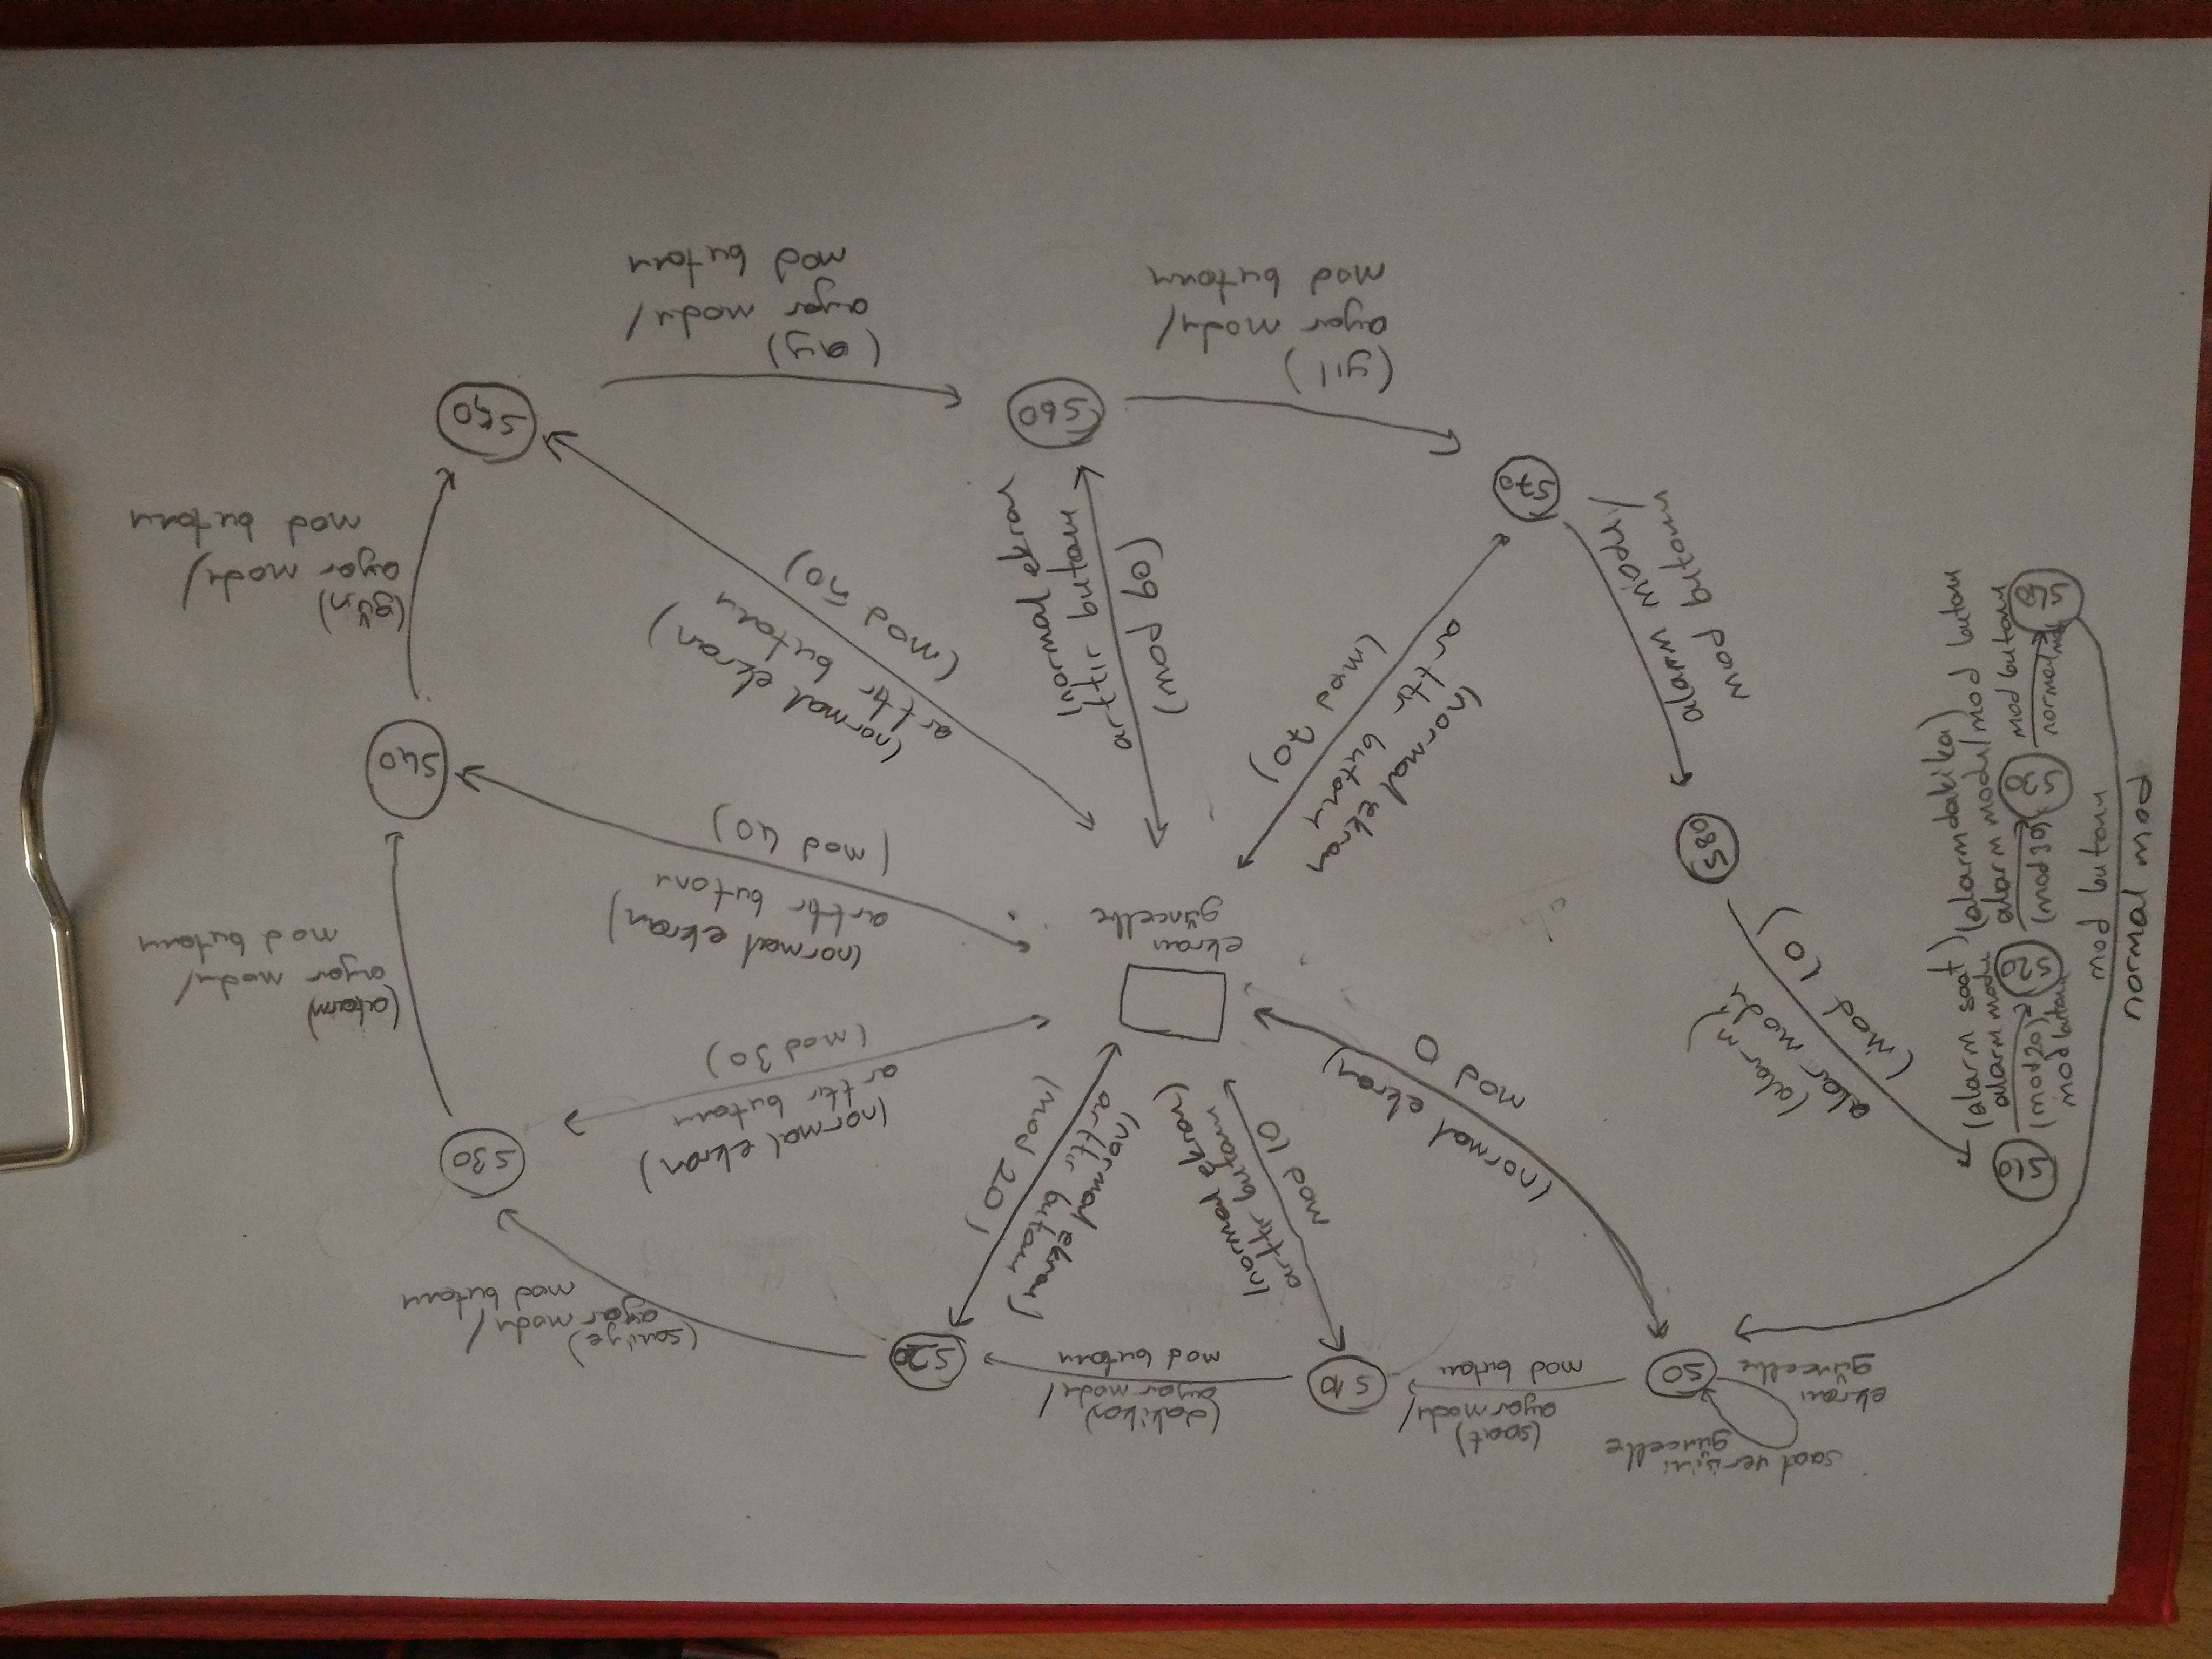 saat verisini
güncelle
ekranı
güncelle
S0
(saat)
ayar modu/
mod butonu
S10
(dakika)
ayar modu/
mod butonu
S20
(saniye)
ayar modu/
mod butonu
S30
(alarm)
ayar modu/
mod butonu
S40
(gün)
ayar modu/
mod butonu
S50
(ay)
ayar modu/
mod butonu
S60
(yıl)
ayar modu/
mod butonu
S70
alarm modu/
mod butonu
S80
(alarm)
alar modu
(mod 10)
S10
(alarm saat)
alarm modu
(mod20)
mod butonu
S20
(alarmdakika)
alarm modu/mod butonu
(mod30)
S30
mod butonu
normal mod
S40
mod butonu
normal mod
ekran
güncelle
(normal ekran)
mod 0
(normal ekran)
arttır butonu
mod 10
(normal ekran)
arttır butonu
(mod 20)
(normal ekran)
arttır butonu
(mod 30)
(normal ekran)
arttır butonu
(mod 40)
(normal ekran)
arttır butonu
(mod 50)
(normal ekran
arttır butonu
(mod 60)
(normal ekran
arttır butonu
(mod 70)